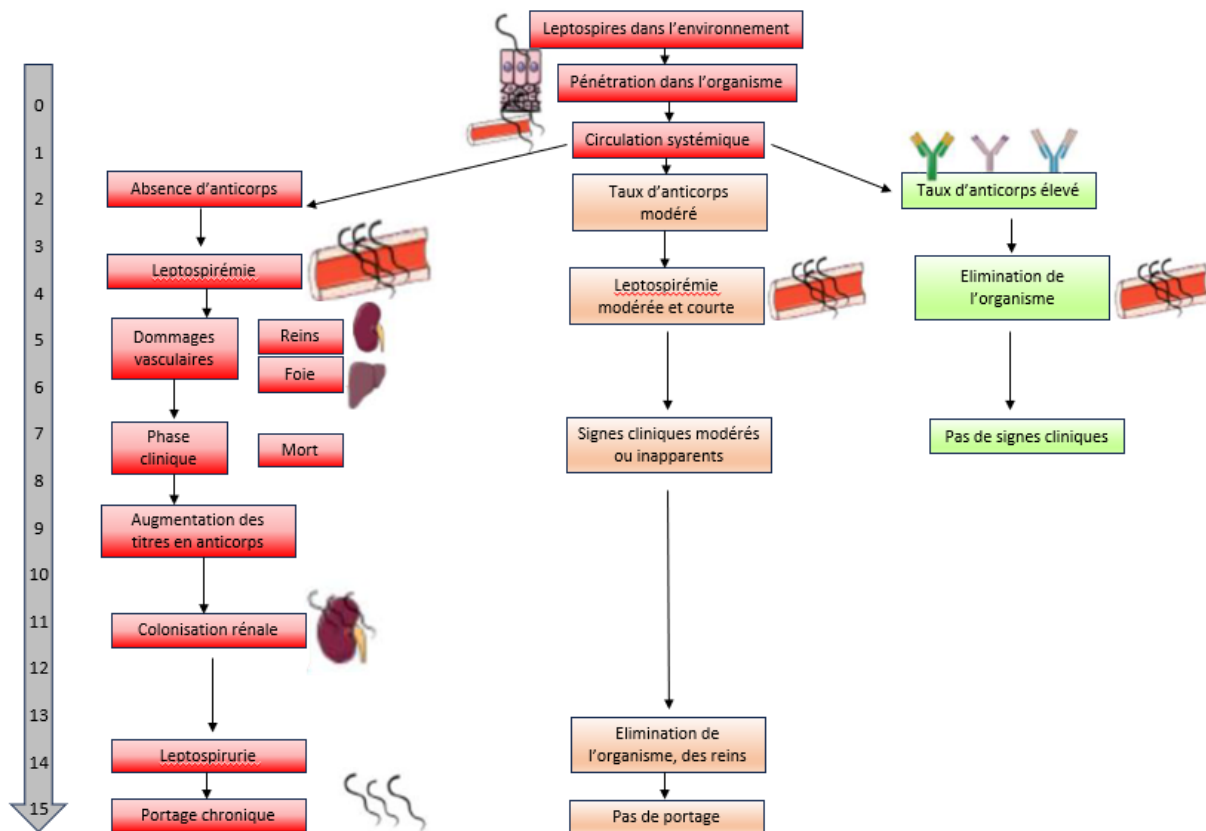 Leptospires dans l’environnement
Pénétration dans l’organisme
0
Circulation systémique
1
Absence d’anticorps
Taux d’anticorps
modéré
Taux d’anticorps élevé
2
3
Leptospirémie
Leptospirémie
modérée et courte
Elimination de
l’organisme
4
Dommages
vasculaires
Reins
5
Foie
6
Phase
clinique
Mort
Signes cliniques modérés
ou inapparents
Pas de signes cliniques
7
8
Augmentation des
titres en anticorps
9
10
Colonisation rénale
11
12
13
Leptospirurie
Elimination de
l’organisme, des reins
14
Portage chronique
Pas de portage
15